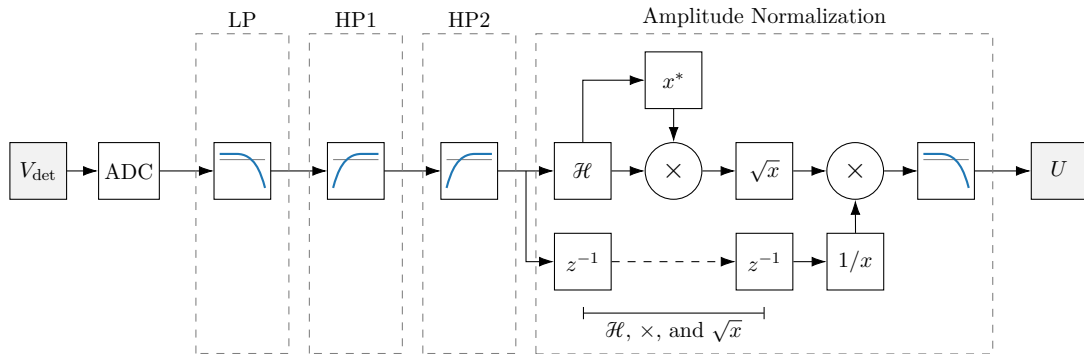 LP
HP1
HP2
Amplitude Normalization
x*
V_det
ADC
ℋ
×
√x
×
U
z⁻¹
z⁻¹
1/x
ℋ, ×, and √x